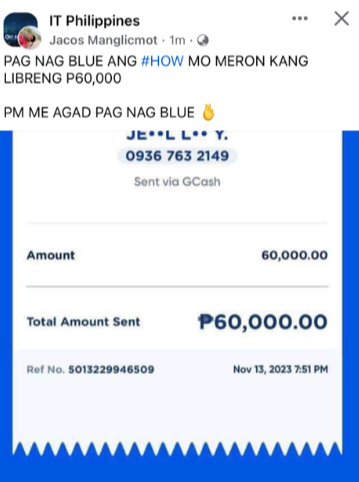 IT Philippines
Jacos Manglicmot · 1m ·
PAG NAG BLUE ANG #HOW MO MERON KANG
LIBRENG P60,000
PM ME AGAD PAG NAG BLUE
JE••L L•• Y.
0936 763 2149
Sent via GCash
Amount 60,000.00
Total Amount Sent ₱60,000.00
Ref No. 5013229946509 Nov 13, 2023 7:51 PM